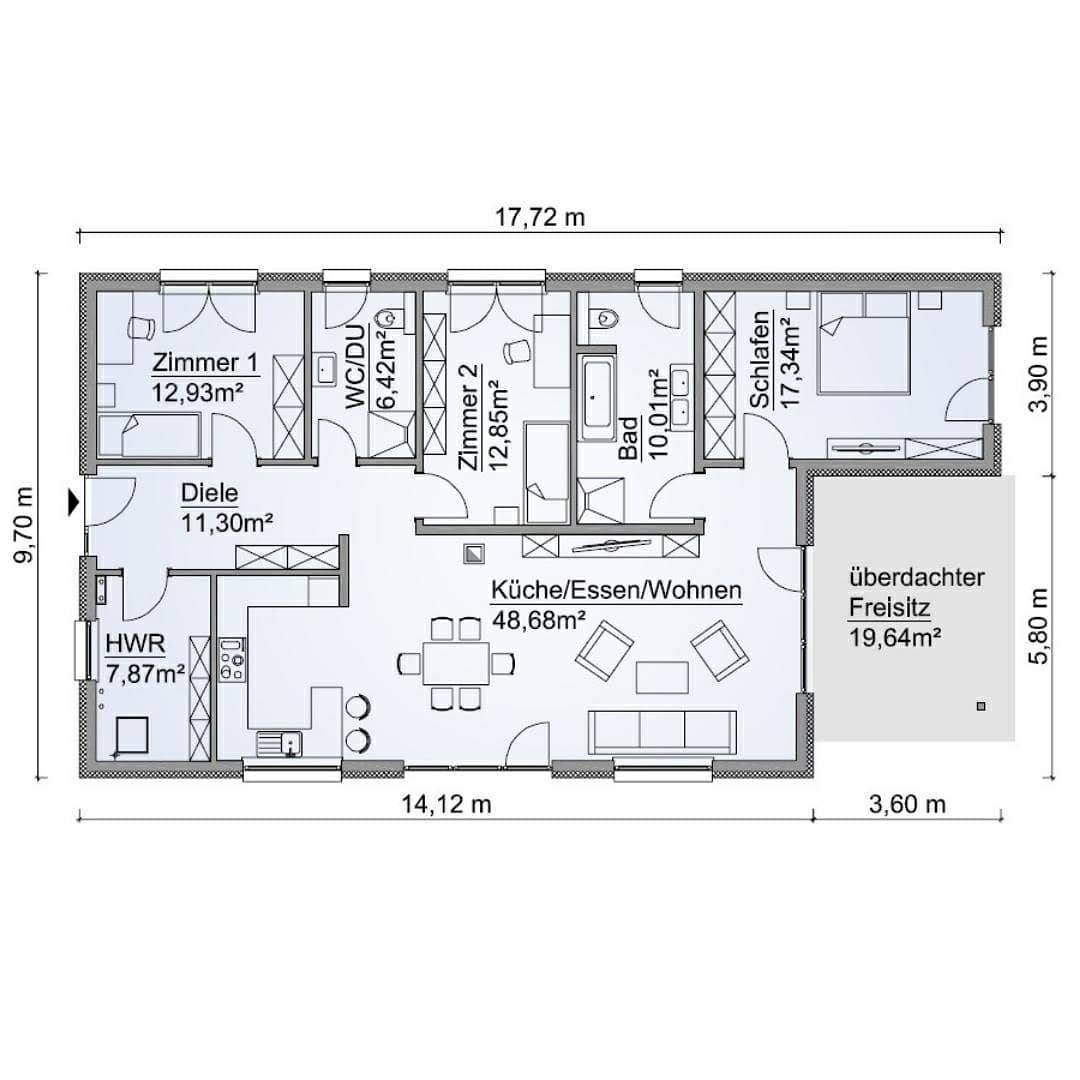 17,72 m
Zimmer 1
12,93m²
WC/DU
6,42m²
Zimmer 2
12,85m²
Bad
10,01m²
Schlafen
17,34m²
3,90 m
9,70 m
Diele
11,30m²
Küche/Essen/Wohnen
48,68m²
überdachter
Freisitz
19,64m²
5,80 m
HWR
7,87m²
14,12 m
3,60 m